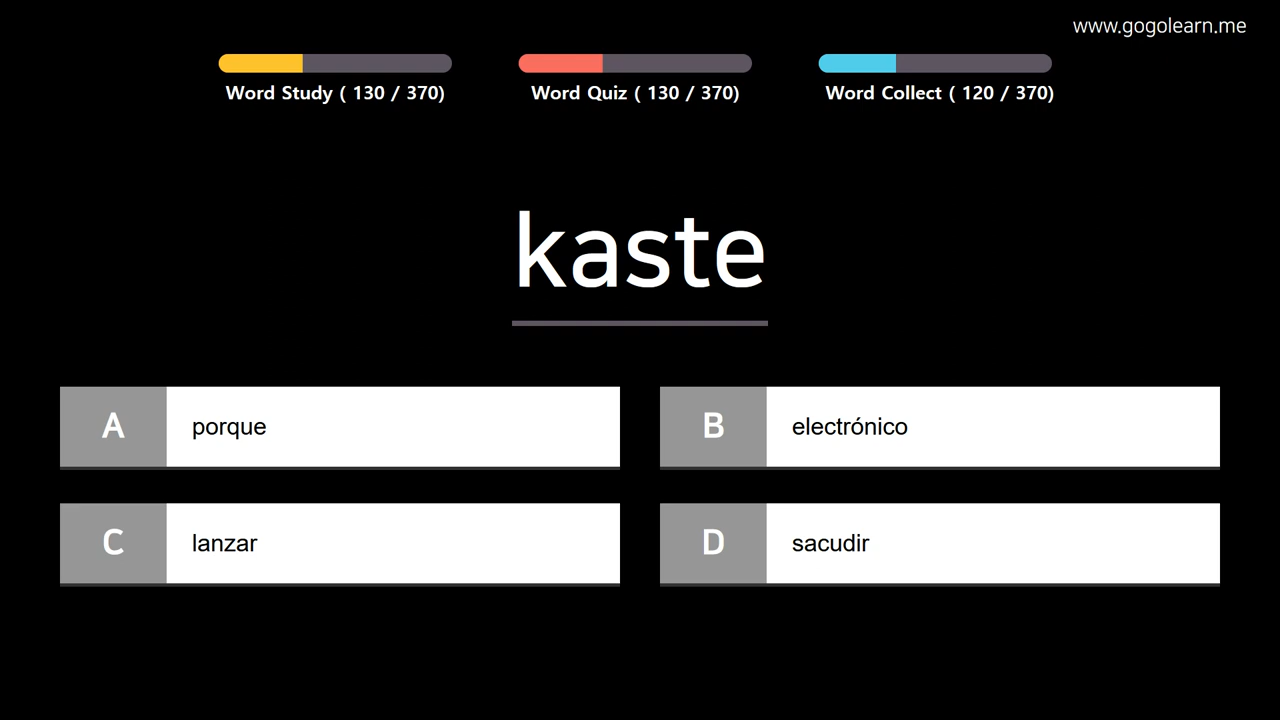 www.gogolearn.me
Word Study ( 130 / 370)
Word Quiz ( 130 / 370)
Word Collect ( 120 / 370)
kaste
A porque
B electrónico
C lanzar
D sacudir